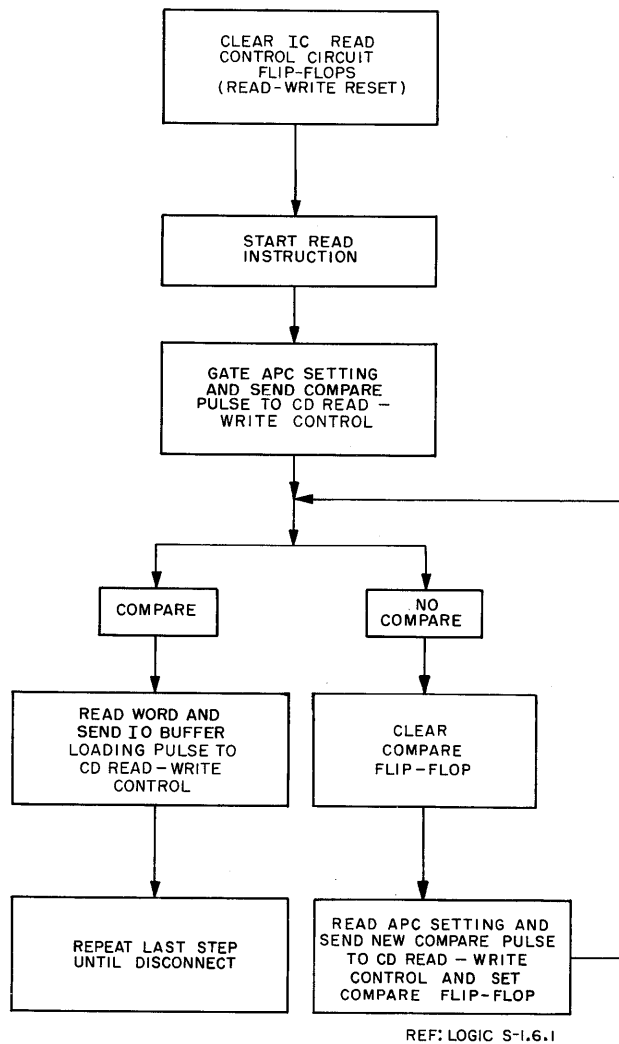 CLEAR IC READ
CONTROL CIRCUIT
FLIP-FLOPS
(READ-WRITE RESET)
START READ
INSTRUCTION
GATE APC SETTING
AND SEND COMPARE
PULSE TO CD READ –
WRITE CONTROL
COMPARE
NO
COMPARE
READ WORD AND
SEND IO BUFFER
LOADING PULSE TO
CD READ – WRITE
CONTROL
CLEAR
COMPARE
FLIP-FLOP
REPEAT LAST STEP
UNTIL DISCONNECT
READ APC SETTING AND
SEND NEW COMPARE PULSE
TO CD READ – WRITE
CONTROL AND SET
COMPARE FLIP-FLOP
REF: LOGIC S-1.6.1